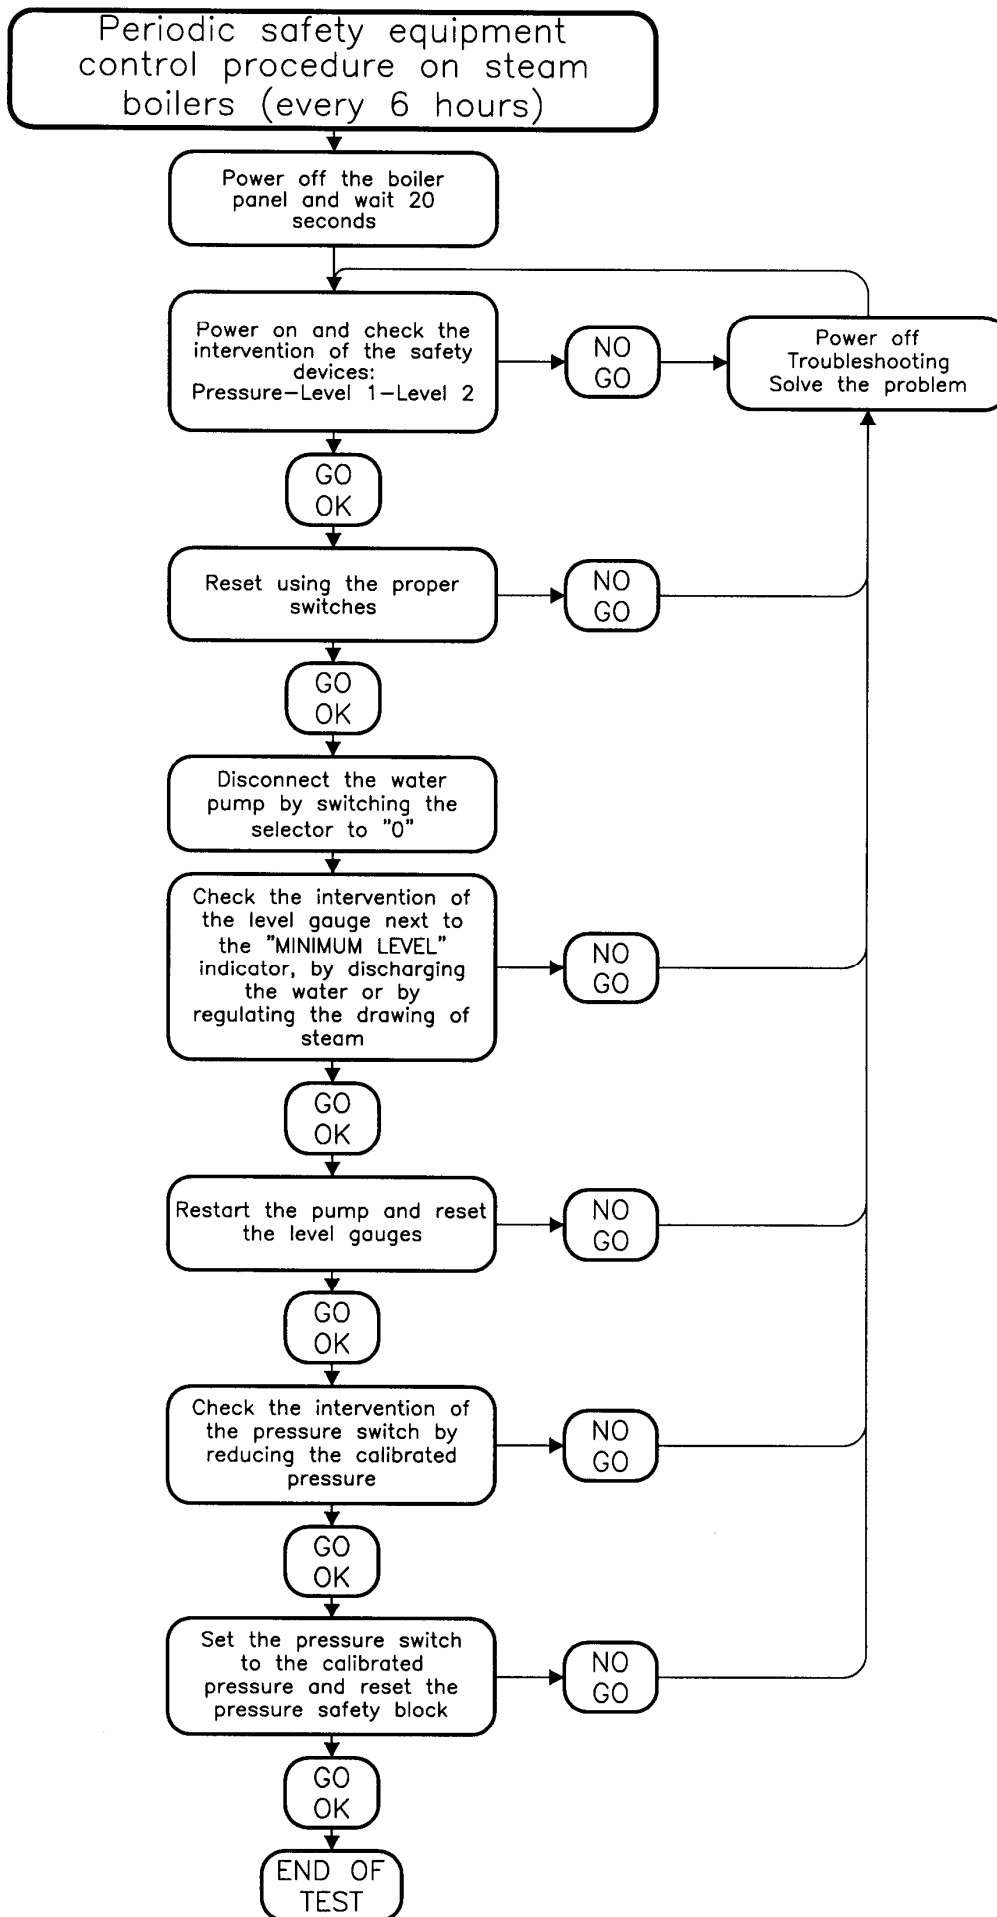 Periodic safety equipment
control procedure on steam
boilers (every 6 hours)
Power off the boiler
panel and wait 20
seconds
Power on and check the
intervention of the safety
devices:
Pressure-Level 1-Level 2
NO
GO
Power off
Troubleshooting
Solve the problem
GO
OK
Reset using the proper
switches
NO
GO
GO
OK
Disconnect the water
pump by switching the
selector to "0"
Check the intervention of
the level gauge next to
the "MINIMUM LEVEL"
indicator, by discharging
the water or by
regulating the drawing of
steam
NO
GO
GO
OK
Restart the pump and reset
the level gauges
NO
GO
GO
OK
Check the intervention of
the pressure switch by
reducing the calibrated
pressure
NO
GO
GO
OK
Set the pressure switch
to the calibrated
pressure and reset the
pressure safety block
NO
GO
GO
OK
END OF
TEST